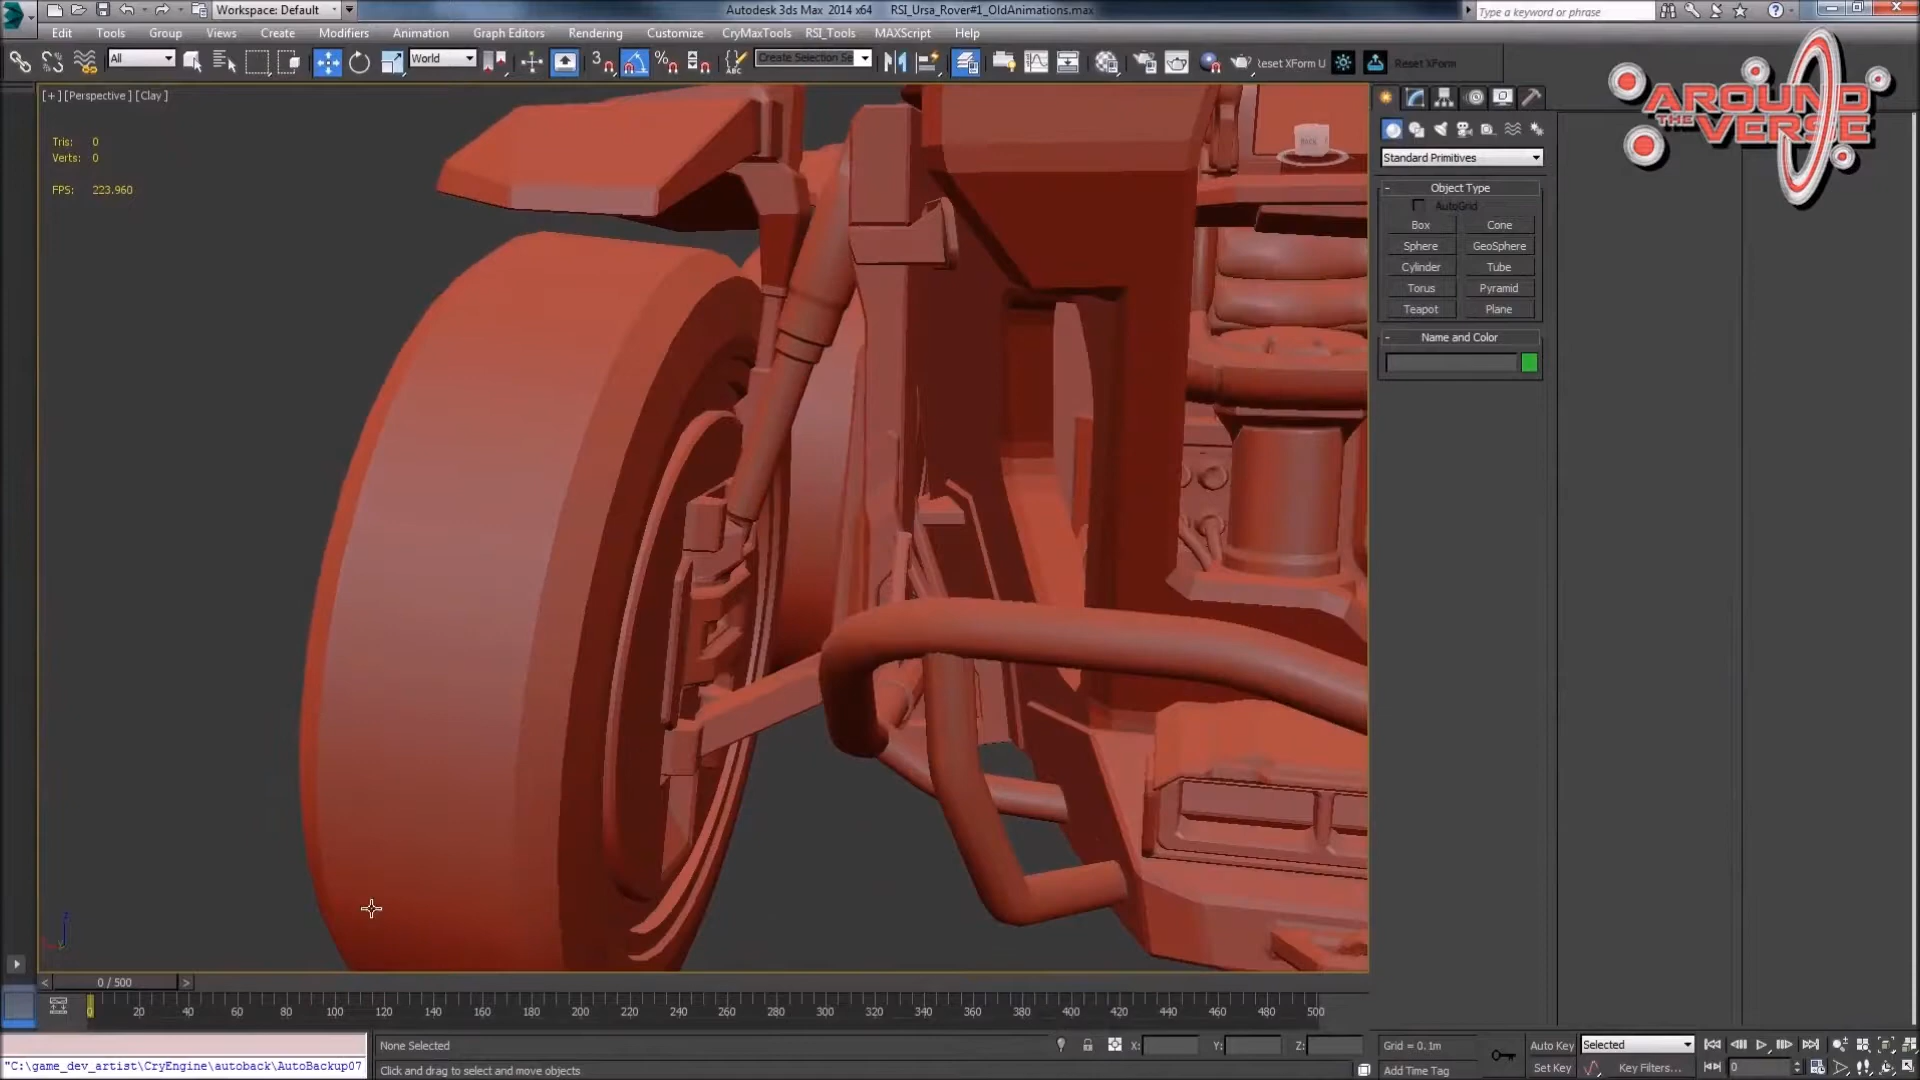 Workspace: Default
Autodesk 3ds Max 2014 x64 RSI_Ursa_Rover#1_OldAnimations.max
Type a keyword or phrase
Edit Tools Group Views Create Modifiers Animation Graph Editors Rendering Customize CryMaxTools RSI_Tools MAXScript Help
All World Create Selection Se eset XForm U Reset XForm
AROUND
THE VERSE
[+] [Perspective] [Clay]
Tris: 0
Verts: 0
FPS: 223.960
Standard Primitives
Object Type
AutoGrid
Box Cone
Sphere GeoSphere
Cylinder Tube
Torus Pyramid
Teapot Plane
Name and Color
0 / 500
0 20 40 60 80 100 120 140 160 180 200 220 240 260 280 300 320 340 360 380 400 420 440 460 480 500
None Selected X: Y: Z: Grid = 0.1m Auto Key Selected
"C:\game_dev_artist\CryEngine\autoback\AutoBackup07 Click and drag to select and move objects Add Time Tag Set Key Key Filters... 0